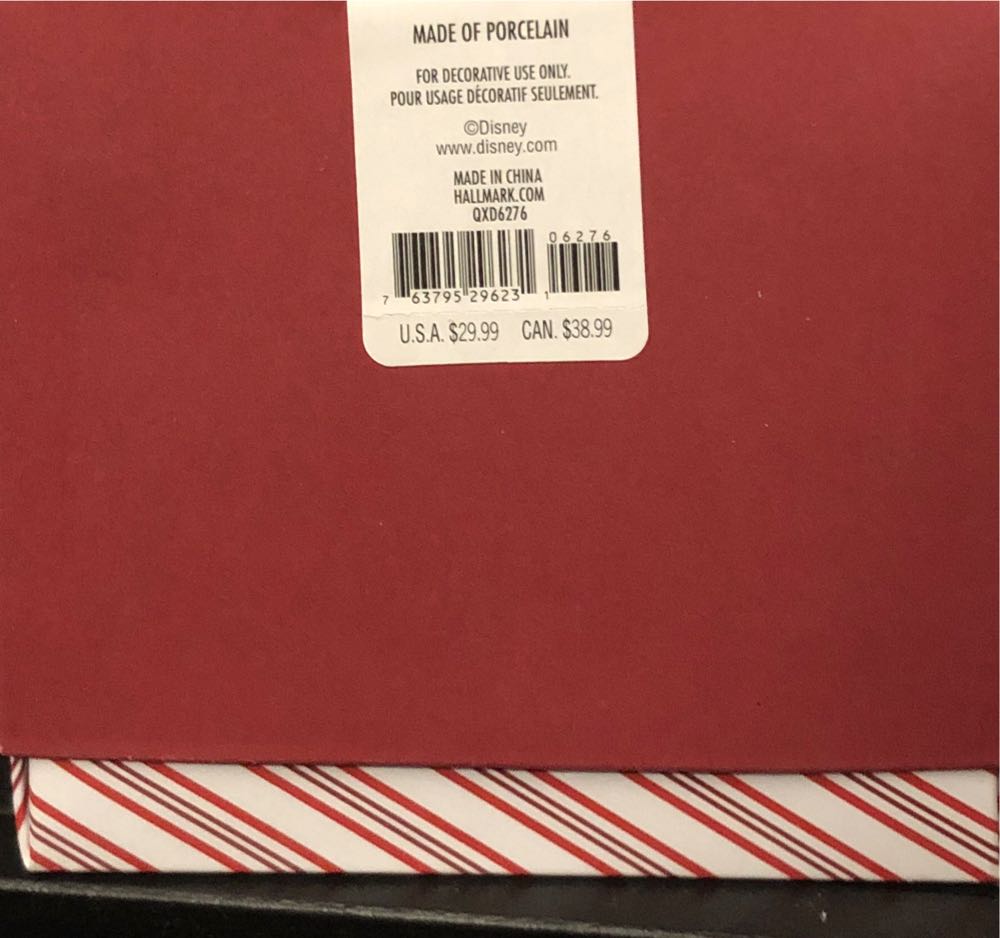 MADE OF PORCELAIN
FOR DECORATIVE USE ONLY.
POUR USAGE DÉCORATIF SEULEMENT.
©Disney
www.disney.com
MADE IN CHINA
HALLMARK.COM
QXD6276
06276
7 63795 29623 1
U.S.A. $29.99 CAN. $38.99